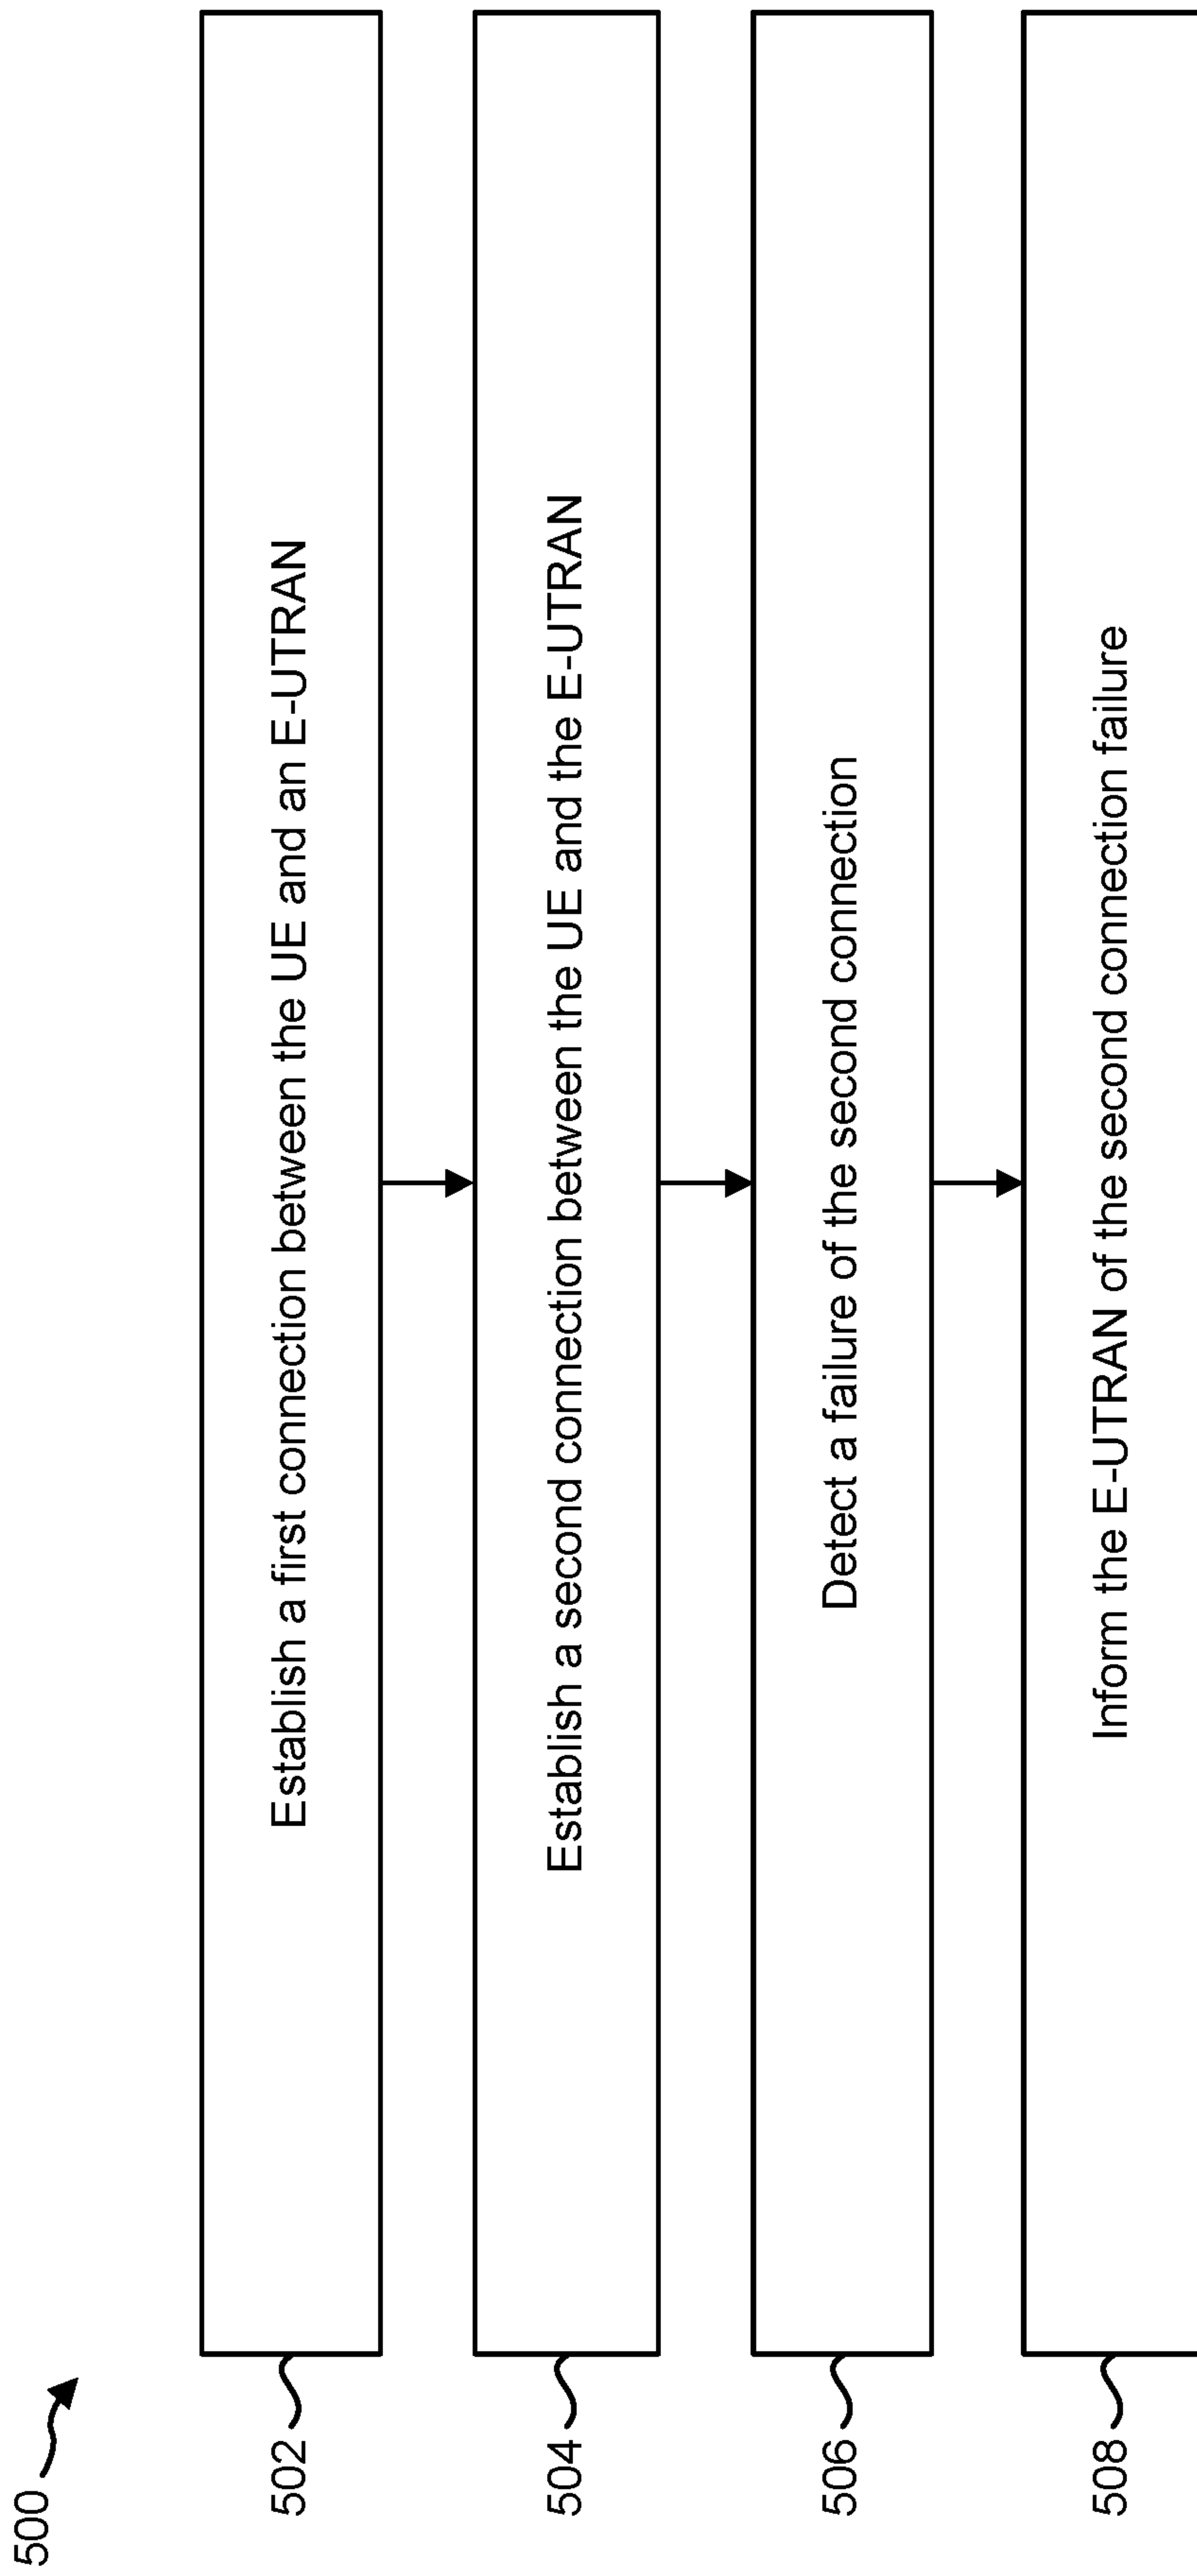 500
502
Establish a first connection between the UE and an E-UTRAN
504
Establish a second connection between the UE and the E-UTRAN
506
Detect a failure of the second connection
508
Inform the E-UTRAN of the second connection failure